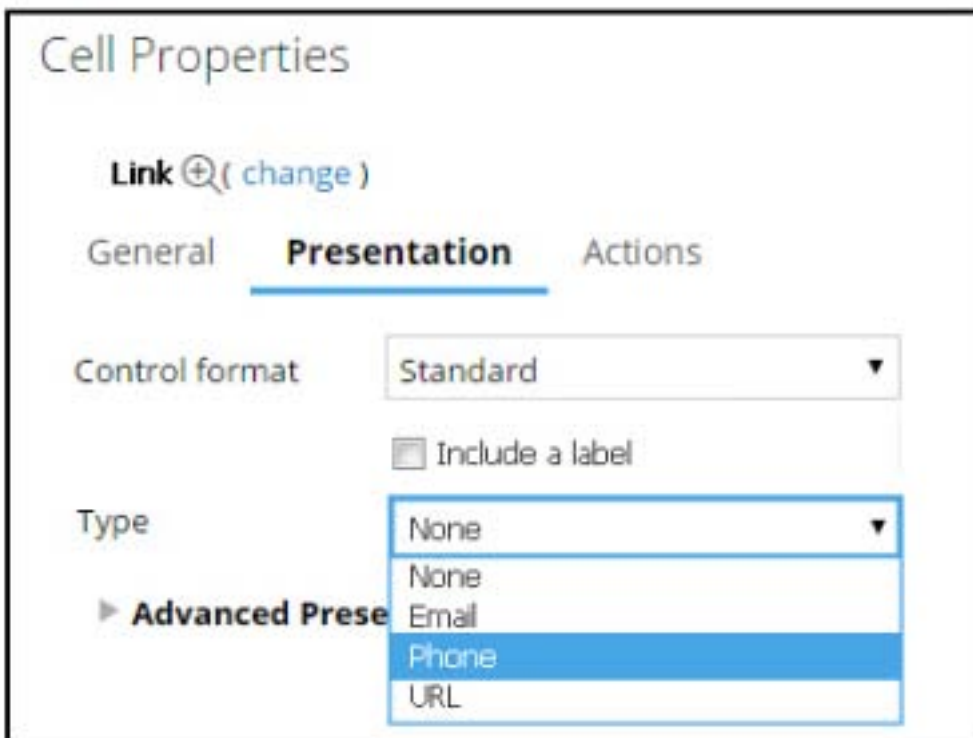 Cell Properties
Link ( change )
General Presentation Actions
Control format Standard
Include a label
Type None
None
Advanced Prese Email
Phone
URL